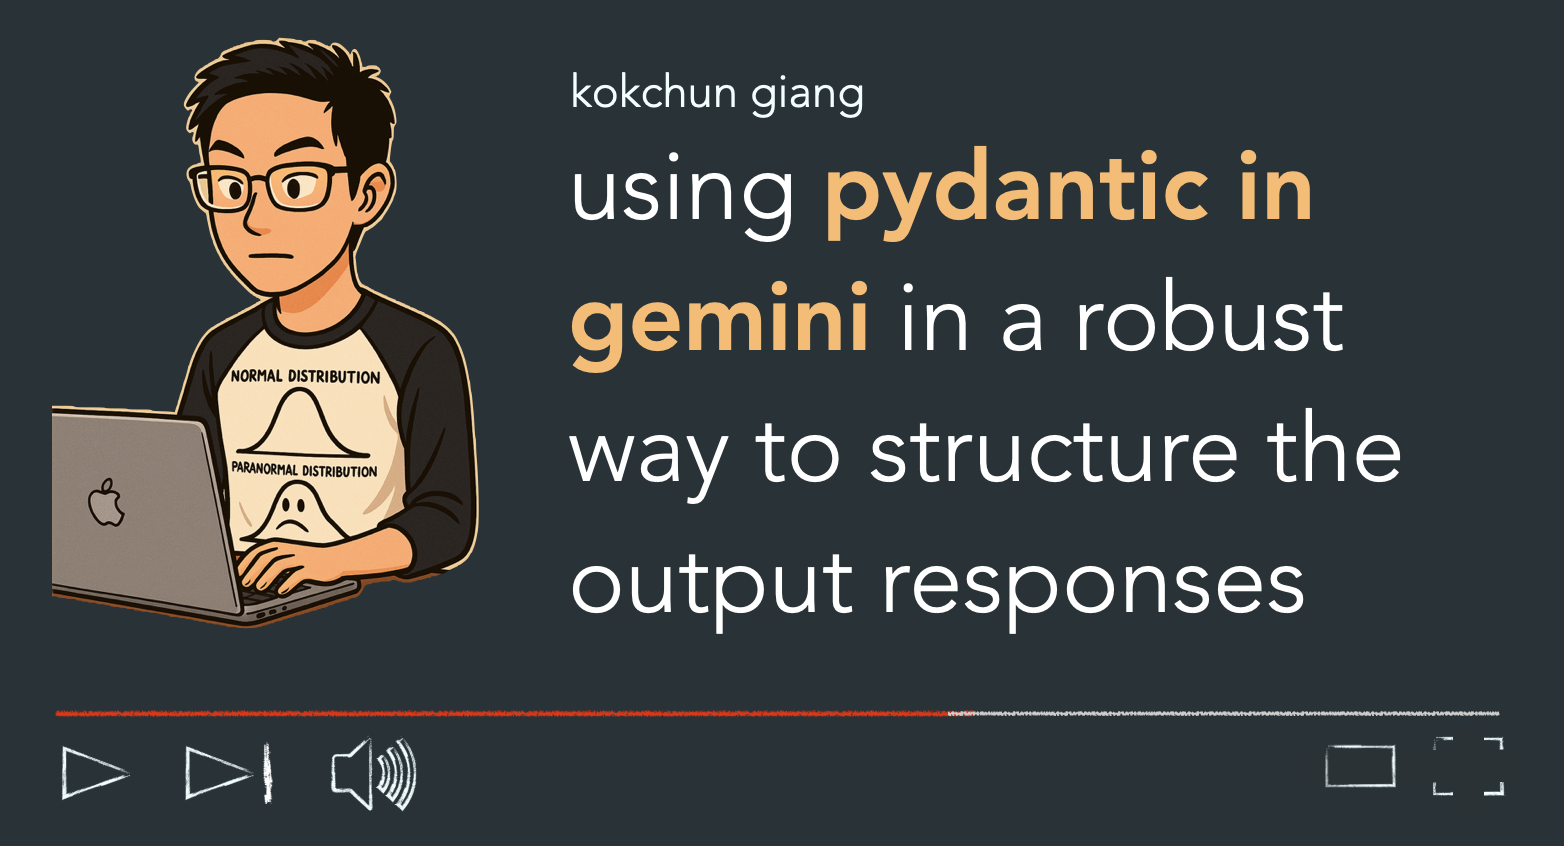 kokchun giang
using pydantic in
gemini in a robust
way to structure the
output responses
NORMAL DISTRIBUTION
PARANORMAL DISTRIBUTION